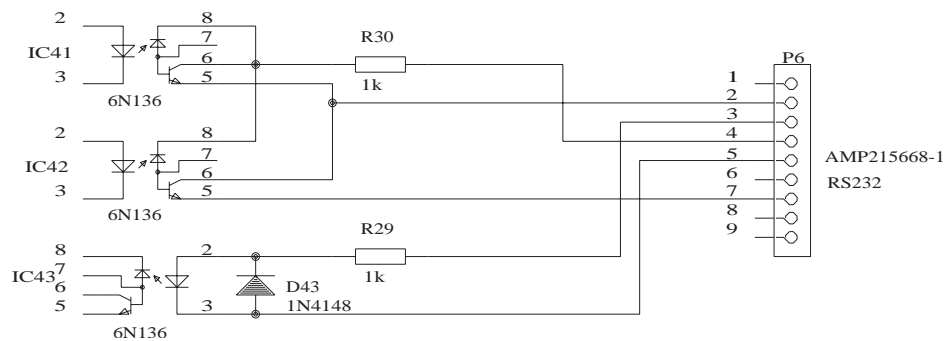 2 8
7
IC41 6 R30
3 5 1k
6N136
P6
1
2
3
4
5
6
7
8
9
AMP215668-1
RS232
2 8
7
IC42 6
3 5
6N136
R29
1k
8 2
IC43 7
6 D43
5 3 1N4148
6N136